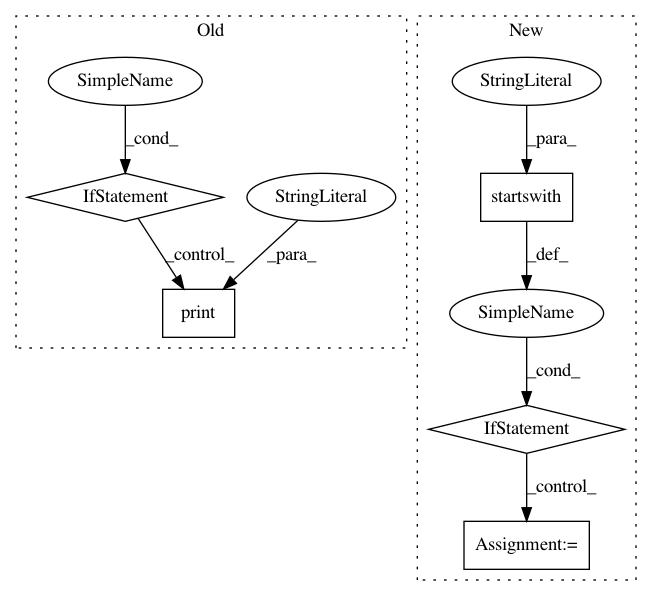 Old
SimpleName
_cond_
IfStatement
StringLiteral
_control_
_para_
print
New
StringLiteral
_para_
startswith
_def_
SimpleName
_cond_
IfStatement
_control_
Assignment:=